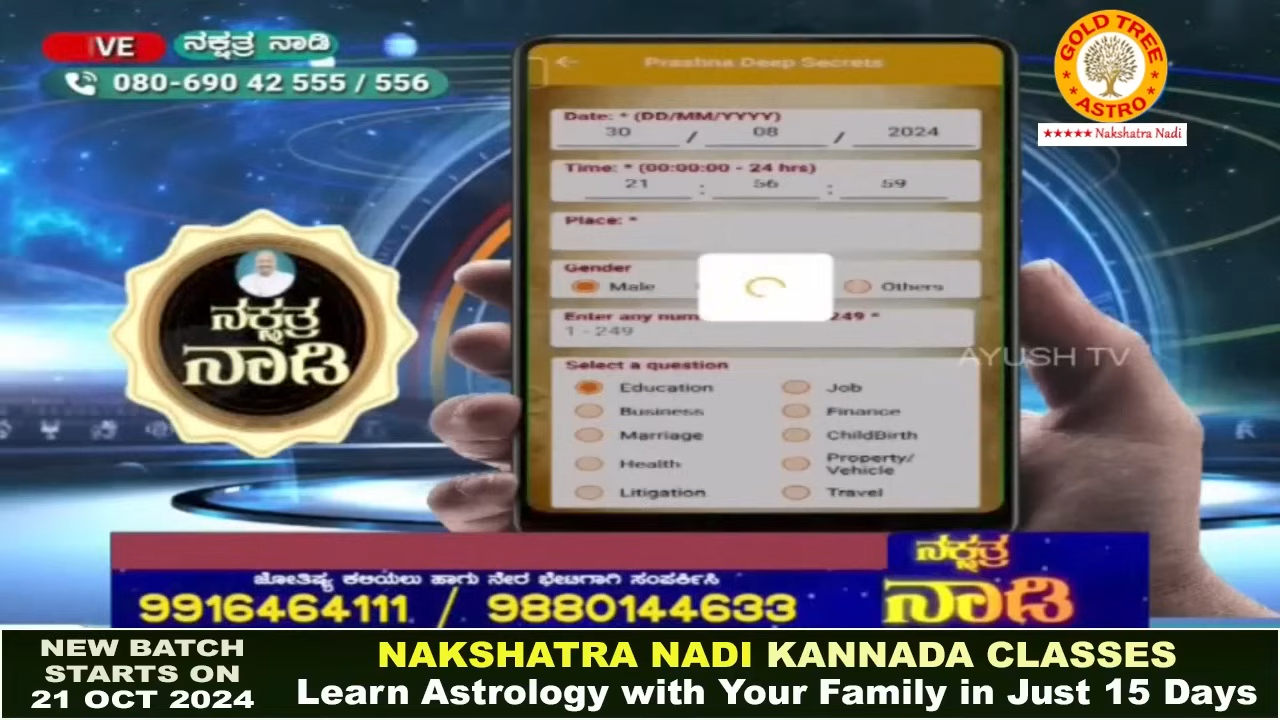 IVE ನಕ್ಷತ್ರ ನಾಡಿ
080-690 42 555 / 556
GOLD TREE
ASTRO
★★★★★ Nakshatra Nadi
Prashna Deep Secrets
Date: * (DD/MM/YYYY)
30 / 08 / 2024
Time: * (00:00:00 - 24 hrs)
21 : 56 : 59
Place: *
Gender
Male Others
Enter any num 249 *
1 - 249
Select a question
Education Job
Business Finance
Marriage ChildBirth
Health Property/
Vehicle
Litigation Travel
ನಕ್ಷತ್ರ
ನಾಡಿ
AYUSH TV
ಜ್ಯೋತಿಷ್ಯ ಕಲಿಯಲು ಹಾಗು ನೇರ ಭೇಟಿಗಾಗಿ ಸಂಪರ್ಕಿಸಿ
9916464111 / 9880144633
ನಕ್ಷತ್ರ
ನಾಡಿ
NEW BATCH
STARTS ON
21 OCT 2024
NAKSHATRA NADI KANNADA CLASSES
Learn Astrology with Your Family in Just 15 Days